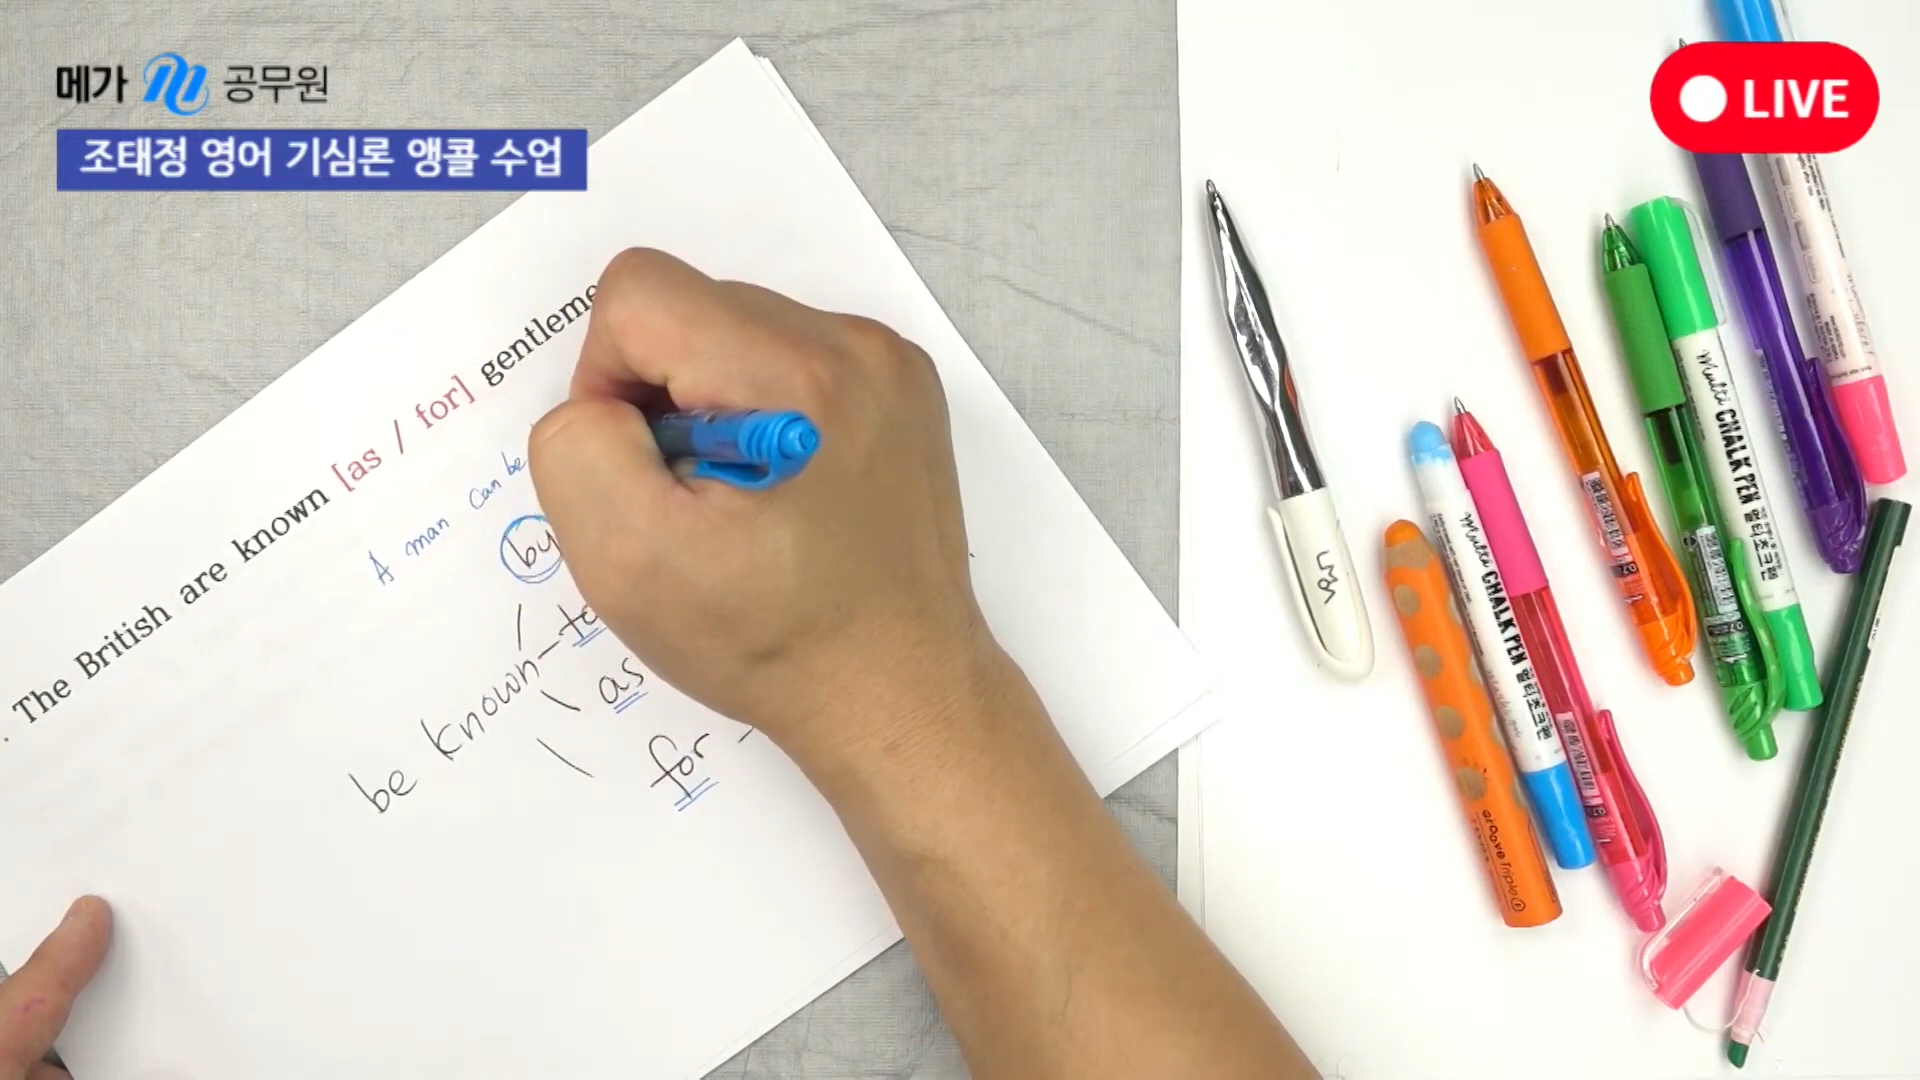 메가 공무원
조태정 영어 기심론 앵콜 수업
LIVE
The British are known [as / for] gentleme
A man can be
by
to
be known
as
for
Multi CHALK PEN 멀티초크펜
Multi CHALK PEN 멀티초크펜
GROOVE Triple